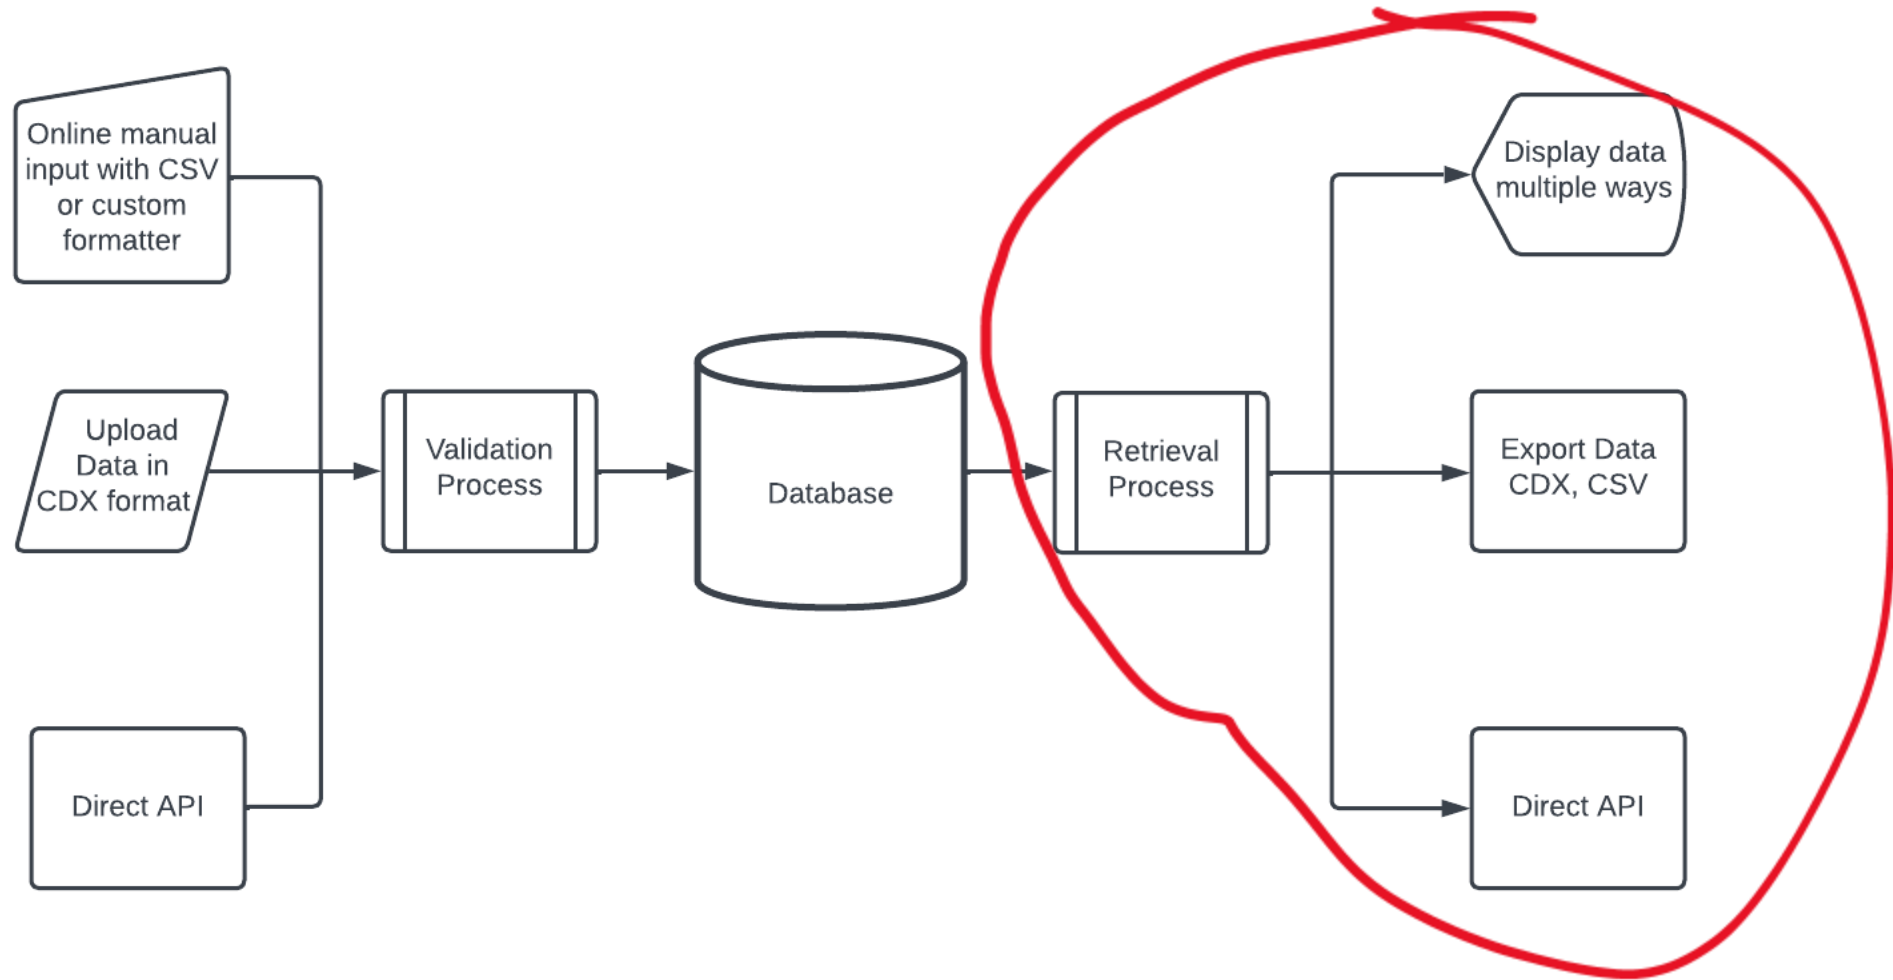 Online manual
input with CSV
or custom
formatter
Upload
Data in
CDX format
Direct API
Validation
Process
Database
Retrieval
Process
Display data
multiple ways
Export Data
CDX, CSV
Direct API